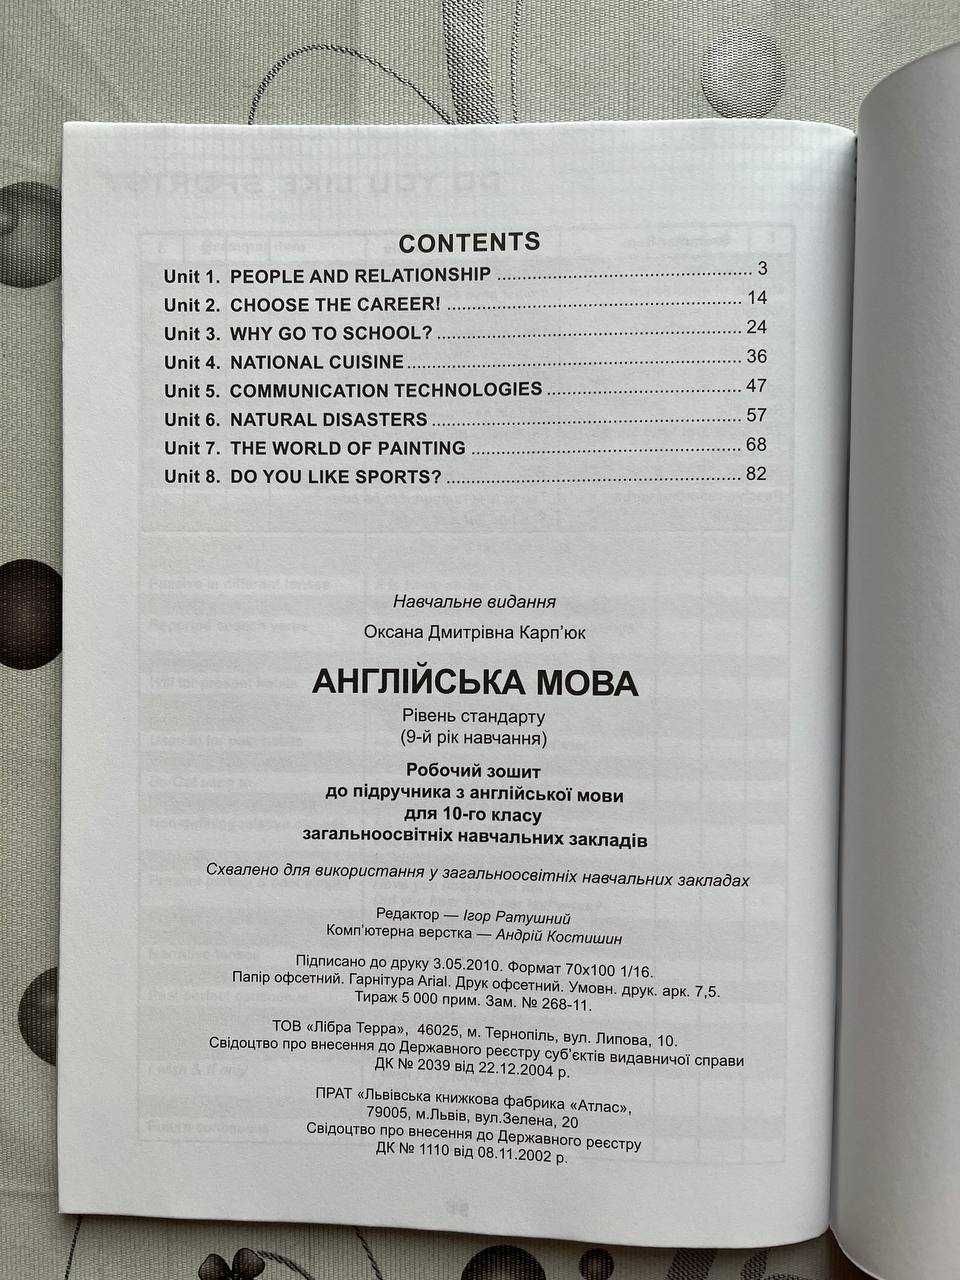 CONTENTS
Unit 1. PEOPLE AND RELATIONSHIP ........................................................ 3
Unit 2. CHOOSE THE CAREER! ................................................................ 14
Unit 3. WHY GO TO SCHOOL? ................................................................. 24
Unit 4. NATIONAL CUISINE ........................................................................ 36
Unit 5. COMMUNICATION TECHNOLOGIES .......................................... 47
Unit 6. NATURAL DISASTERS ................................................................... 57
Unit 7. THE WORLD OF PAINTING .......................................................... 68
Unit 8. DO YOU LIKE SPORTS? ................................................................ 82
Навчальне видання
Оксана Дмитрівна Карп’юк
АНГЛІЙСЬКА МОВА
Рівень стандарту
(9-й рік навчання)
Робочий зошит
до підручника з англійської мови
для 10-го класу
загальноосвітніх навчальних закладів
Схвалено для використання у загальноосвітніх навчальних закладах
Редактор — Ігор Ратушний
Комп’ютерна верстка — Андрій Костишин
Підписано до друку 3.05.2010. Формат 70х100 1/16.
Папір офсетний. Гарнітура Arial. Друк офсетний. Умовн. друк. арк. 7,5.
Тираж 5 000 прим. Зам. № 268-11.
ТОВ «Лібра Терра», 46025, м. Тернопіль, вул. Липова, 10.
Свідоцтво про внесення до Державного реєстру суб’єктів видавничої справи
ДК № 2039 від 22.12.2004 р.
ПРАТ «Львівська книжкова фабрика «Атлас»,
79005, м.Львів, вул.Зелена, 20
Свідоцтво про внесення до Державного реєстру
ДК № 1110 від 08.11.2002 р.